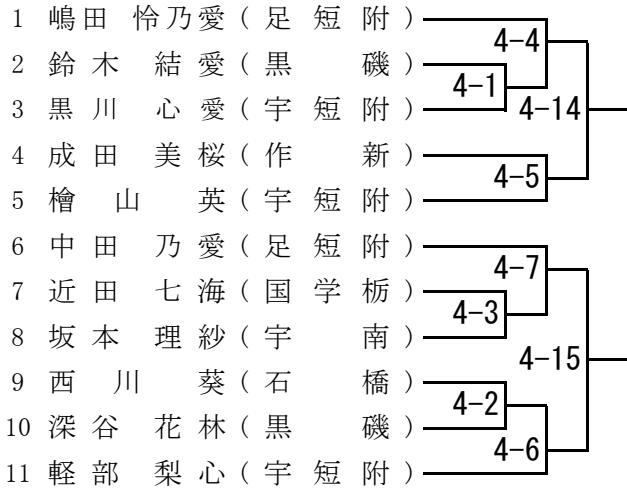 1 嶋田 怜乃愛（足短附）
4-4
2 鈴木 結愛（黒磯）
4-1
3 黒川 心愛（宇短附）
4-14
4 成田 美桜（作新）
4-5
5 檜山 英（宇短附）
6 中田 乃愛（足短附）
4-7
7 近田 七海（国学栃）
4-3
8 坂本 理紗（宇南）
4-15
9 西川 葵（石橋）
4-2
10 深谷 花林（黒磯）
4-6
11 軽部 梨心（宇短附）